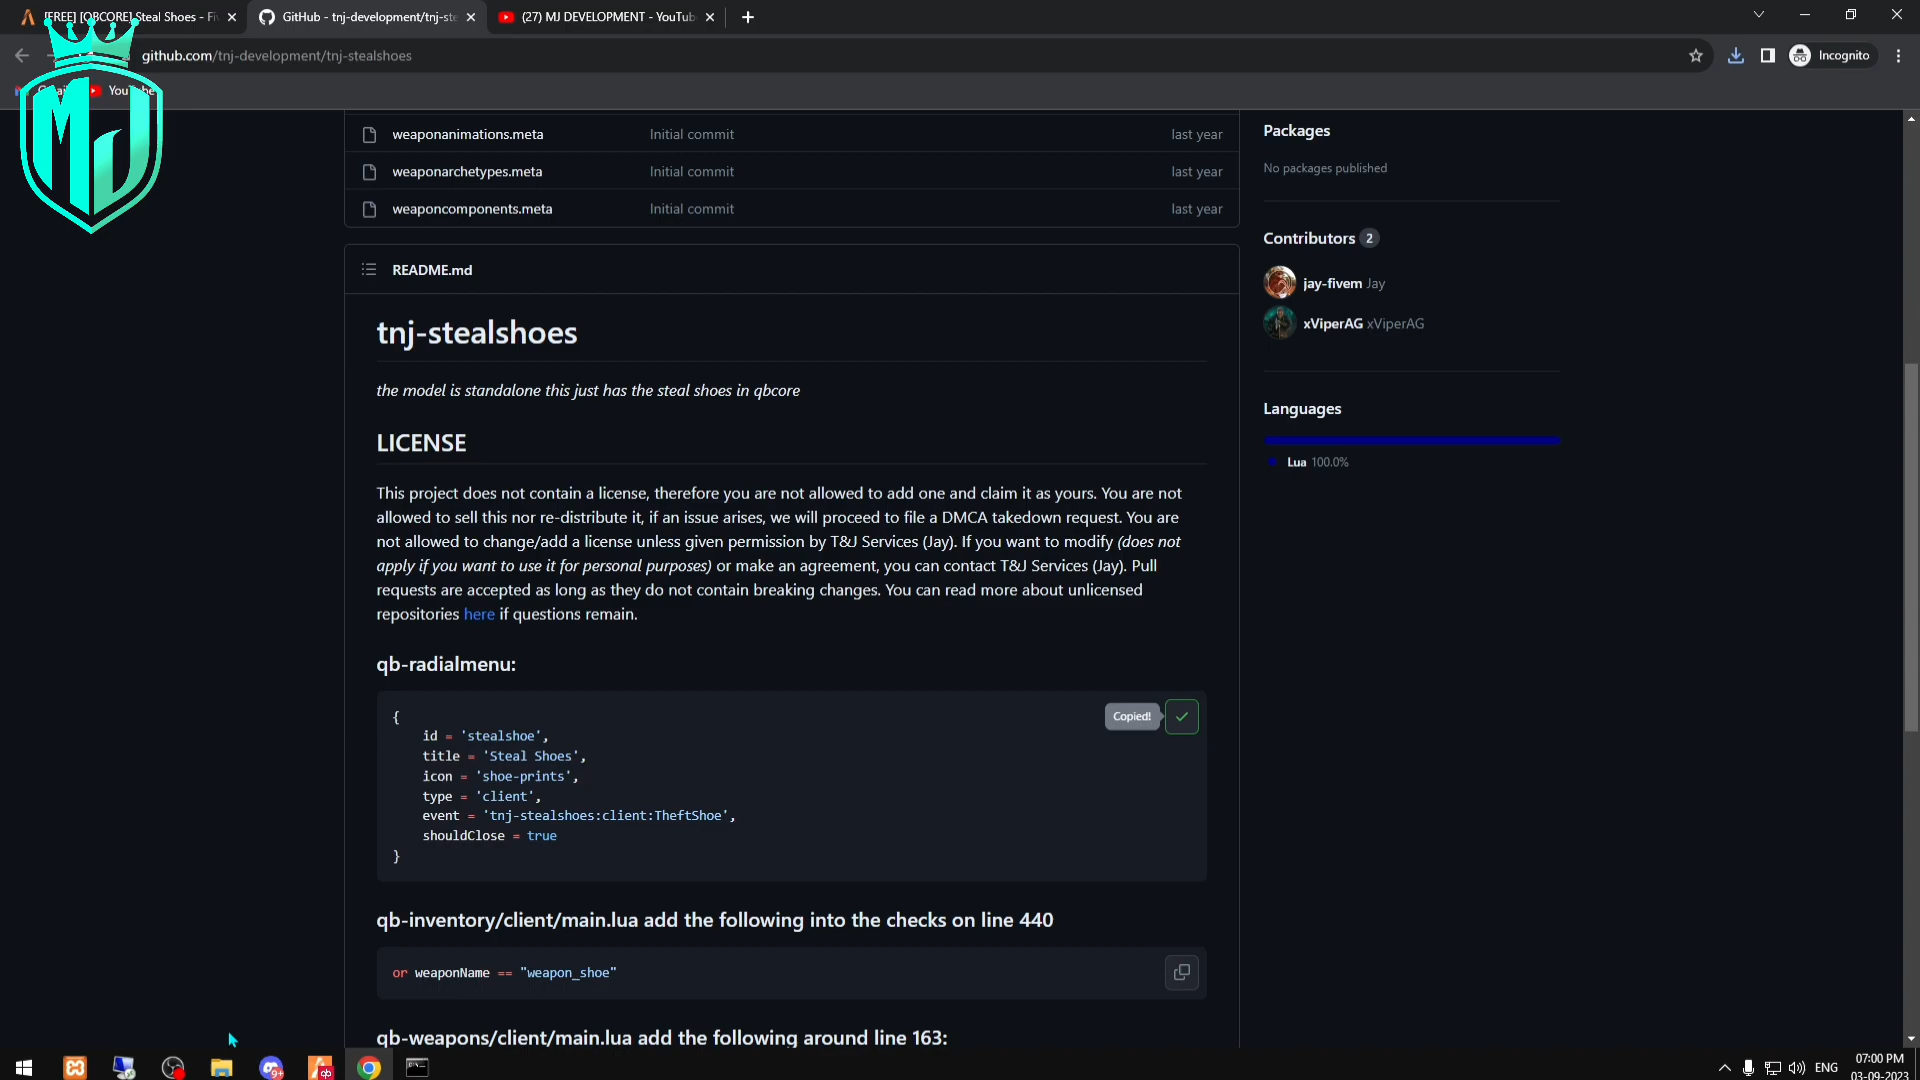 [FREE] [QBCORE] Steal Shoes - Fi
GitHub - tnj-development/tnj-ste
(27) MJ DEVELOPMENT - YouTub
github.com/tnj-development/tnj-stealshoes
Incognito
MJ
weaponanimations.meta Initial commit last year
weaponarchetypes.meta Initial commit last year
weaponcomponents.meta Initial commit last year
README.md
tnj-stealshoes
the model is standalone this just has the steal shoes in qbcore
LICENSE
This project does not contain a license, therefore you are not allowed to add one and claim it as yours. You are not
allowed to sell this nor re-distribute it, if an issue arises, we will proceed to file a DMCA takedown request. You are
not allowed to change/add a license unless given permission by T&J Services (Jay). If you want to modify (does not
apply if you want to use it for personal purposes) or make an agreement, you can contact T&J Services (Jay). Pull
requests are accepted as long as they do not contain breaking changes. You can read more about unlicensed
repositories here if questions remain.
qb-radialmenu:
{
id = 'stealshoe',
title = 'Steal Shoes',
icon = 'shoe-prints',
type = 'client',
event = 'tnj-stealshoes:client:TheftShoe',
shouldClose = true
}
Copied!
qb-inventory/client/main.lua add the following into the checks on line 440
or weaponName == "weapon_shoe"
qb-weapons/client/main.lua add the following around line 163:
Packages
No packages published
Contributors 2
jay-fivem Jay
xViperAG xViperAG
Languages
Lua 100.0%
9+
qb
ENG
07:00 PM
03-09-2023